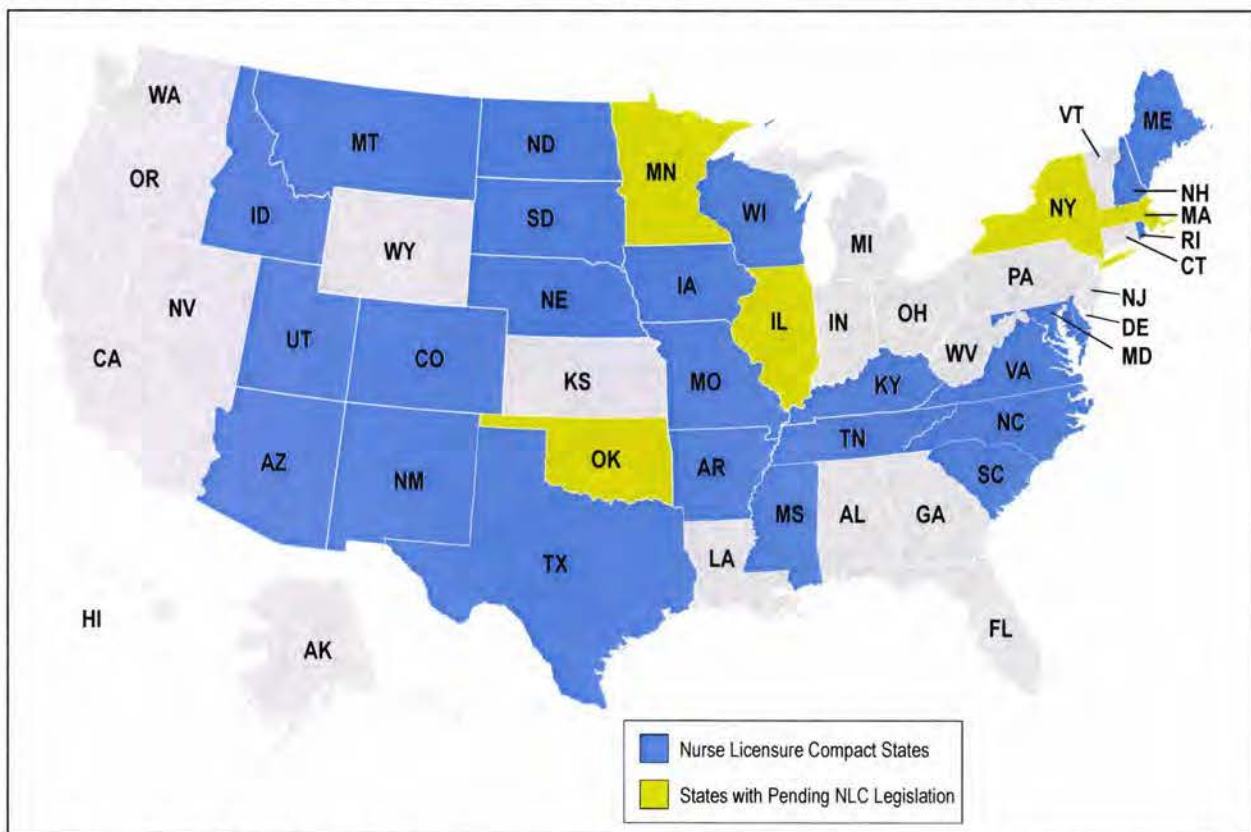 WA
MT
ND
MN
VT
ME
OR
ID
SD
WI
NY
NH
MA
RI
CT
WY
MI
IA
NE
PA
NJ
NV
IL
IN
OH
DE
UT
CO
WV
MD
CA
KS
MO
KY
VA
TN
NC
AZ
NM
OK
AR
SC
MS
AL
GA
LA
TX
HI
AK
FL
Nurse Licensure Compact States
States with Pending NLC Legislation